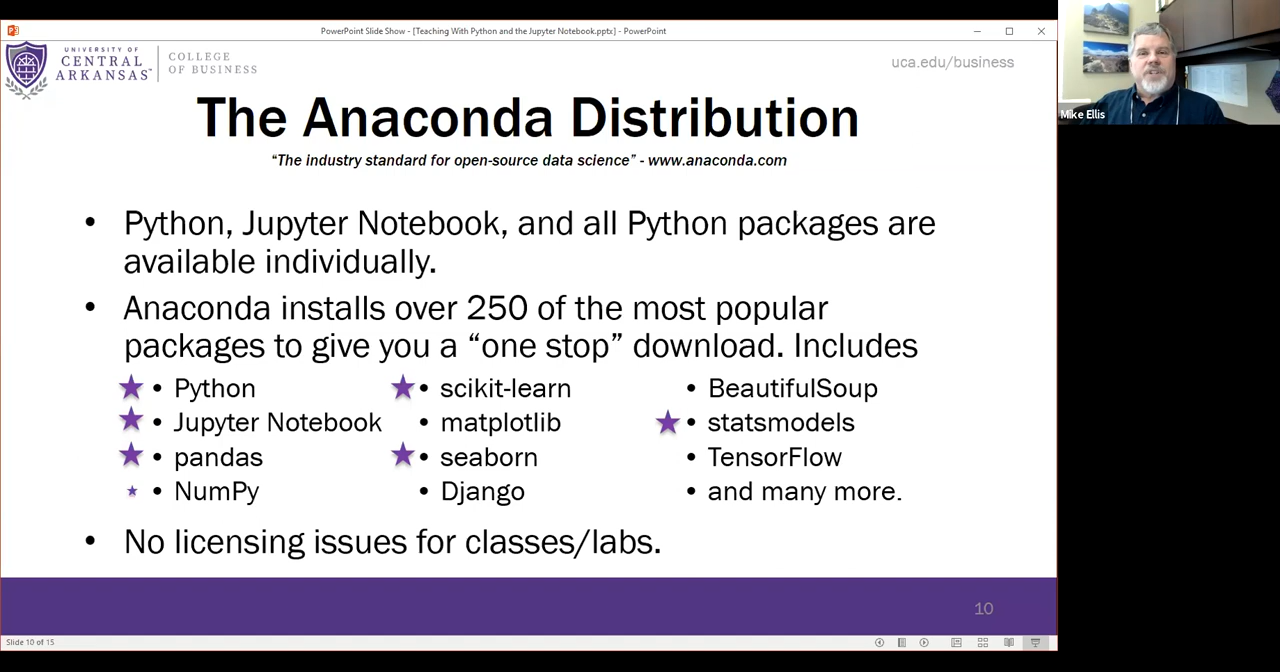 PowerPoint Slide Show - [Teaching With Python and the Jupyter Notebook.pptx] - PowerPoint
UNIVERSITY OF
CENTRAL
ARKANSAS™
COLLEGE
OF BUSINESS
uca.edu/business
Mike Ellis
The Anaconda Distribution
“The industry standard for open-source data science” - www.anaconda.com
• Python, Jupyter Notebook, and all Python packages are
available individually.
• Anaconda installs over 250 of the most popular
packages to give you a “one stop” download. Includes
• Python
• Jupyter Notebook
• pandas
• NumPy
• scikit-learn
• matplotlib
• seaborn
• Django
• BeautifulSoup
• statsmodels
• TensorFlow
• and many more.
• No licensing issues for classes/labs.
10
Slide 10 of 15